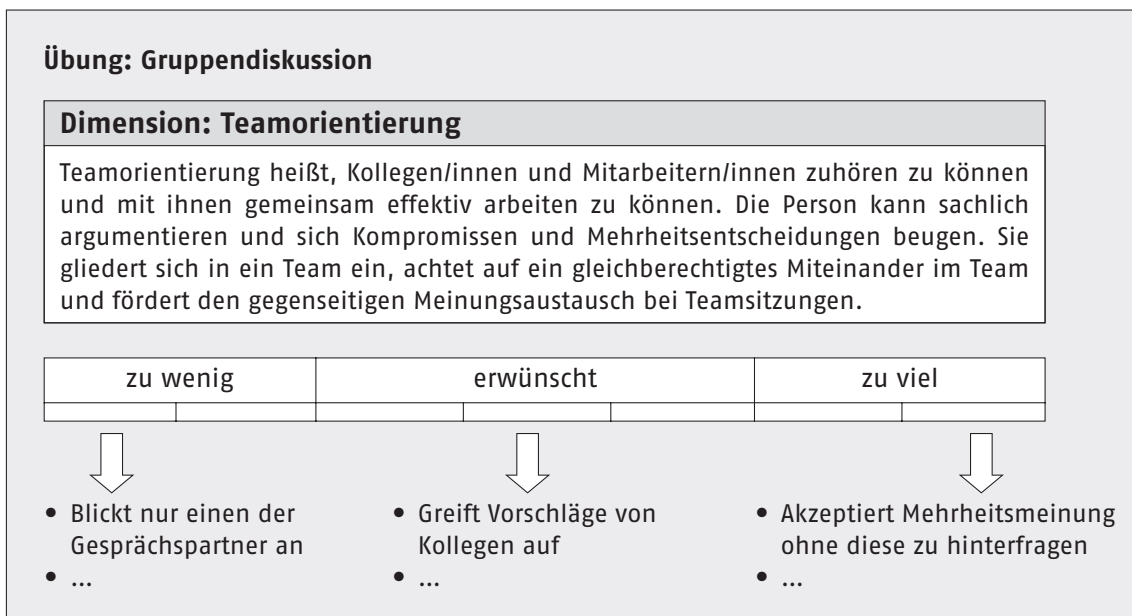 Übung: Gruppendiskussion
Dimension: Teamorientierung
Teamorientierung heißt, Kollegen/innen und Mitarbeitern/innen zuhören zu können
und mit ihnen gemeinsam effektiv arbeiten zu können. Die Person kann sachlich
argumentieren und sich Kompromissen und Mehrheitsentscheidungen beugen. Sie
gliedert sich in ein Team ein, achtet auf ein gleichberechtigtes Miteinander im Team
und fördert den gegenseitigen Meinungsaustausch bei Teamsitzungen.
zu wenig
erwünscht
zu viel
• Blickt nur einen der
Gesprächspartner an
• ...
• Greift Vorschläge von
Kollegen auf
• ...
• Akzeptiert Mehrheitsmeinung
ohne diese zu hinterfragen
• ...